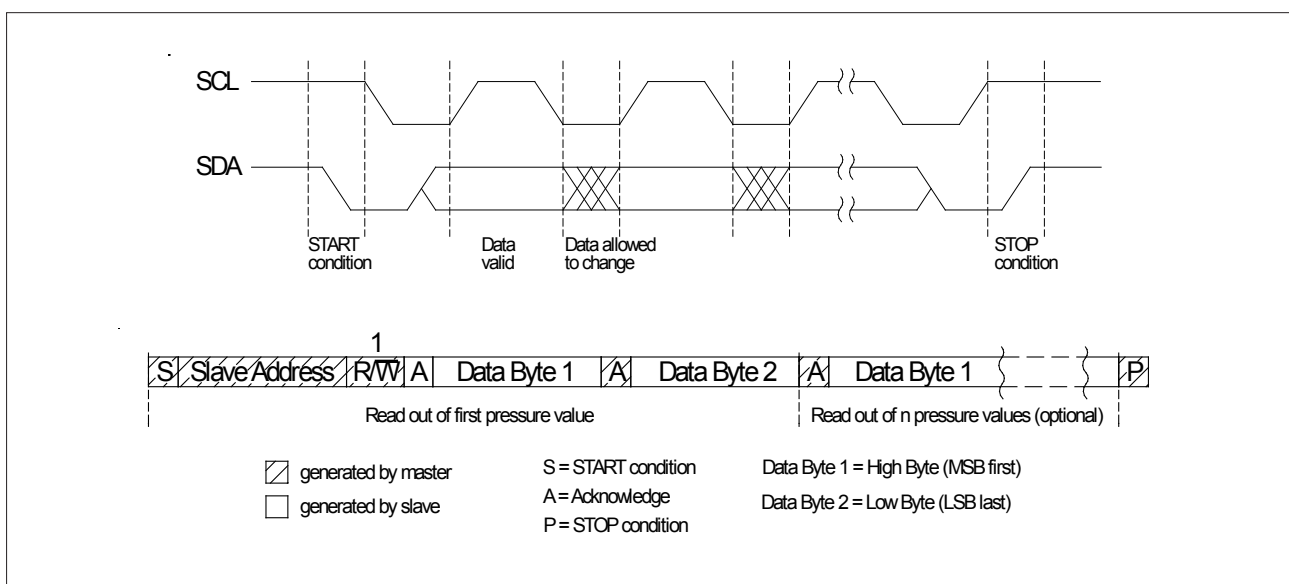 SCL
SDA
START
condition
Data
valid
Data allowed
to change
STOP
condition
1
S Slave Address R/W̅ A Data Byte 1 A Data Byte 2 A Data Byte 1 P
Read out of first pressure value
Read out of n pressure values (optional)
generated by master
generated by slave
S = START condition
A = Acknowledge
P = STOP condition
Data Byte 1 = High Byte (MSB first)
Data Byte 2 = Low Byte (LSB last)